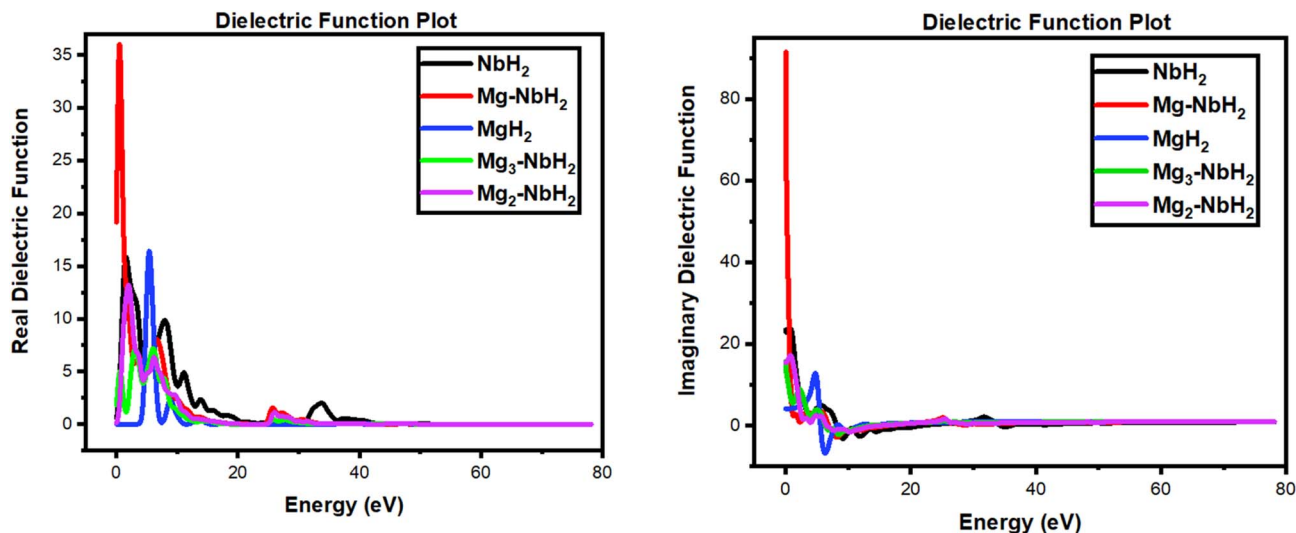 Dielectric Function Plot
Real Dielectric Function
35
30
25
20
15
10
5
0
NbH₂
Mg-NbH₂
MgH₂
Mg₃-NbH₂
Mg₂-NbH₂
0 20 40 60 80
Energy (eV)
Dielectric Function Plot
Imaginary Dielectric Function
80
60
40
20
0
NbH₂
Mg-NbH₂
MgH₂
Mg₃-NbH₂
Mg₂-NbH₂
0 20 40 60 80
Energy (eV)